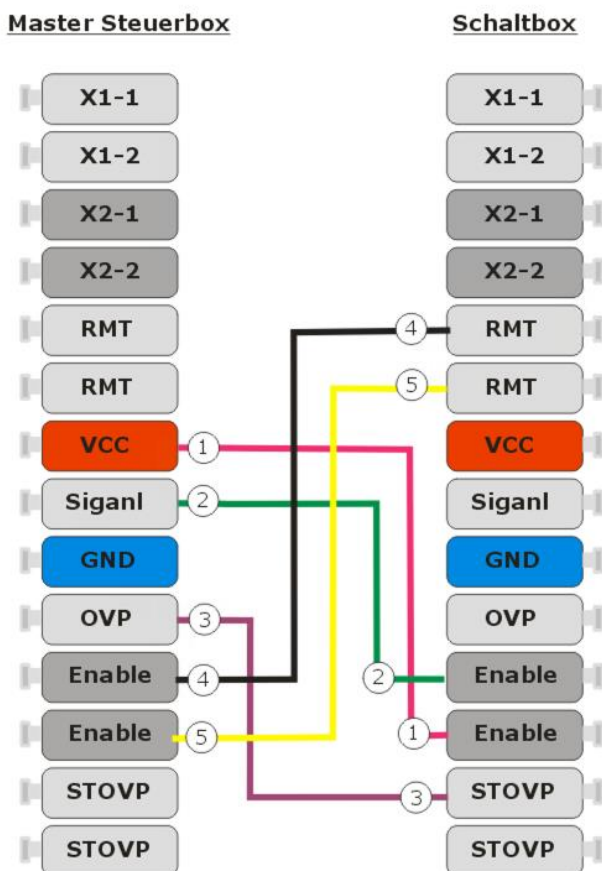 Master Steuerbox Schaltbox
X1-1 X1-1
X1-2 X1-2
X2-1 X2-1
X2-2 X2-2
RMT 4 RMT
RMT 5 RMT
VCC 1 VCC
Siganl 2 Siganl
GND GND
OVP 3 OVP
Enable 4 2 Enable
Enable 5 1 Enable
STOVP 3 STOVP
STOVP STOVP